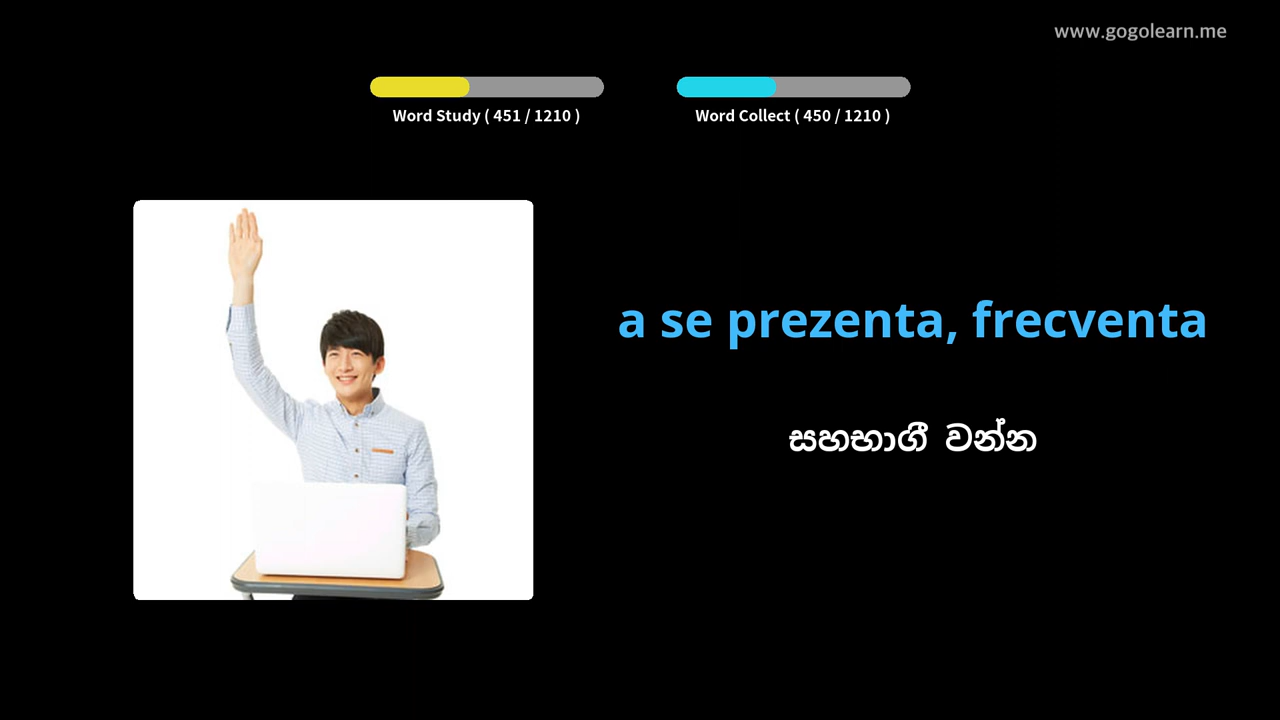 www.gogolearn.me
Word Study ( 451 / 1210 )
Word Collect ( 450 / 1210 )
a se prezenta, frecventa
සහභාගී වන්න